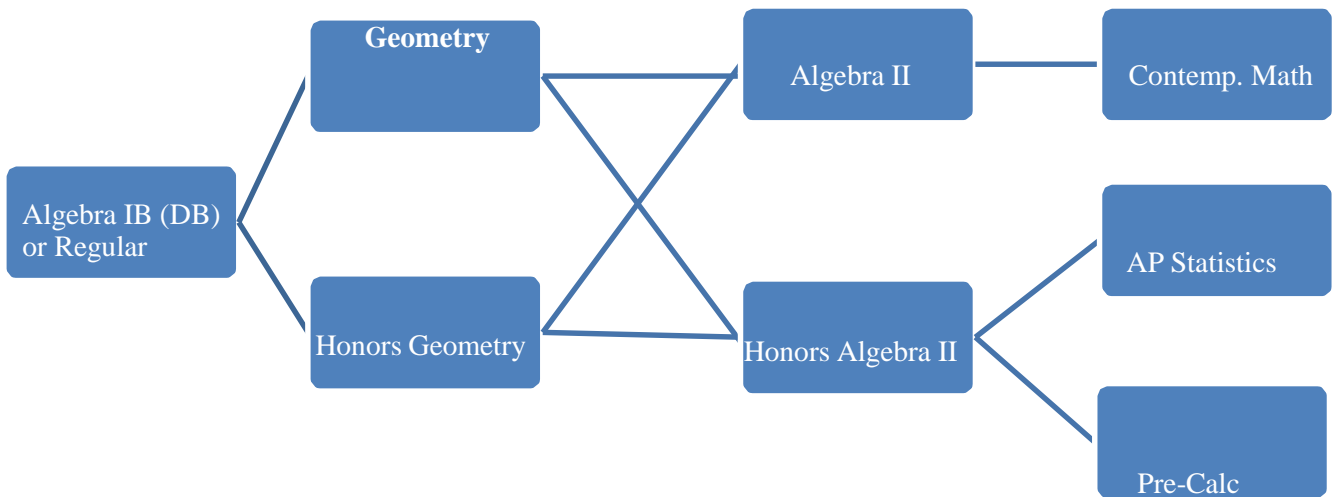 Geometry
Algebra II
Contemp. Math
Algebra IB (DB)
or Regular
AP Statistics
Honors Geometry
Honors Algebra II
Pre-Calc